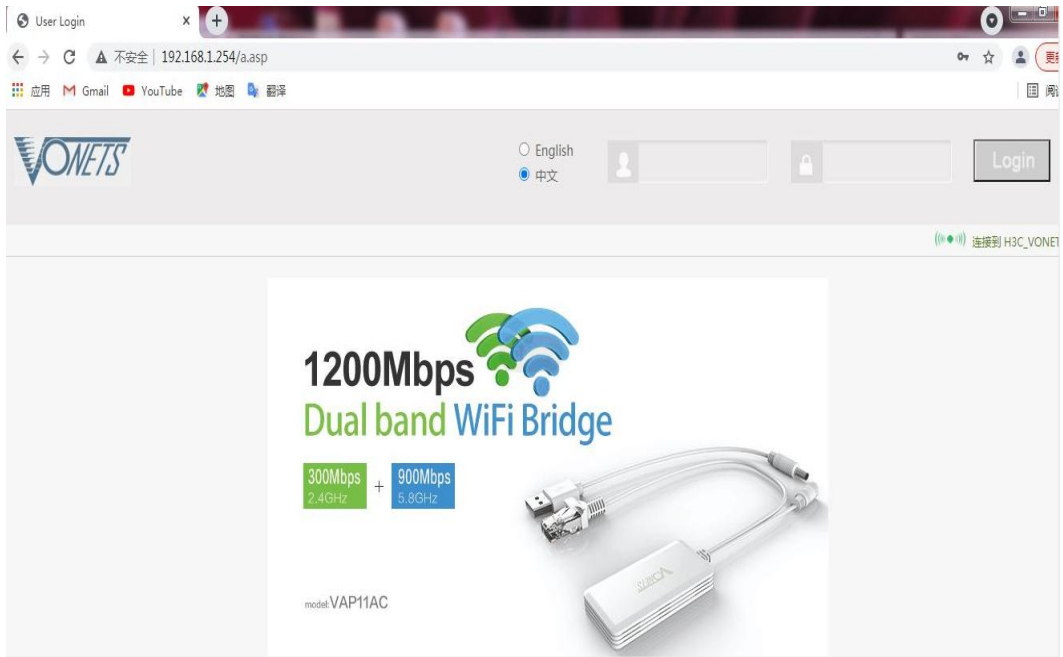 User Login
不安全 | 192.168.1.254/a.asp
应用 Gmail YouTube 地图 翻译
VONETS
English
中文
Login
连接到 H3C_VONET
1200Mbps
Dual band WiFi Bridge
300Mbps + 900Mbps
2.4GHz 5.8GHz
VONETS
model:VAP11AC